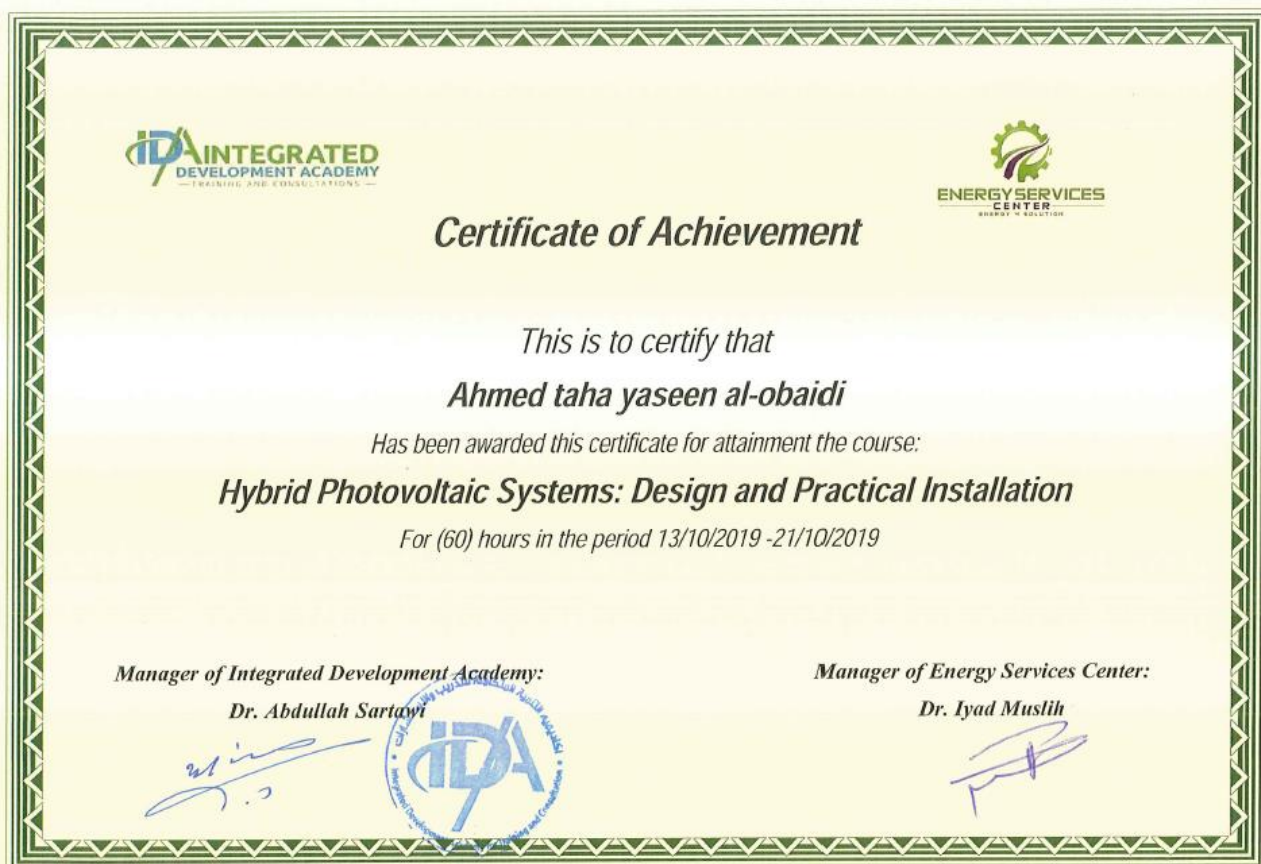 IDA INTEGRATED
DEVELOPMENT ACADEMY
TRAINING AND CONSULTATIONS
ENERGY SERVICES
CENTER
Certificate of Achievement
This is to certify that
Ahmed taha yaseen al-obaidi
Has been awarded this certificate for attainment the course:
Hybrid Photovoltaic Systems: Design and Practical Installation
For (60) hours in the period 13/10/2019 -21/10/2019
Manager of Integrated Development Academy:
Dr. Abdullah Sartawi
Manager of Energy Services Center:
Dr. Iyad Muslih
IDA